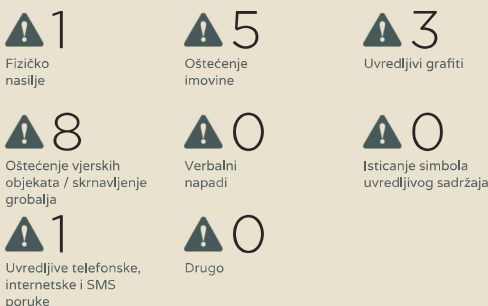 1
Fizičko
nasilje
5
Oštećenje
imovine
3
Uvredljivi grafiti
8
Oštećenje vjerskih
objekata / skrnavljenje
grobalja
0
Verbalni
napadi
0
Isticanje simbola
uvredljivog sadržaja
1
Uvredljive telefonske,
internetske i SMS
poruke
0
Drugo